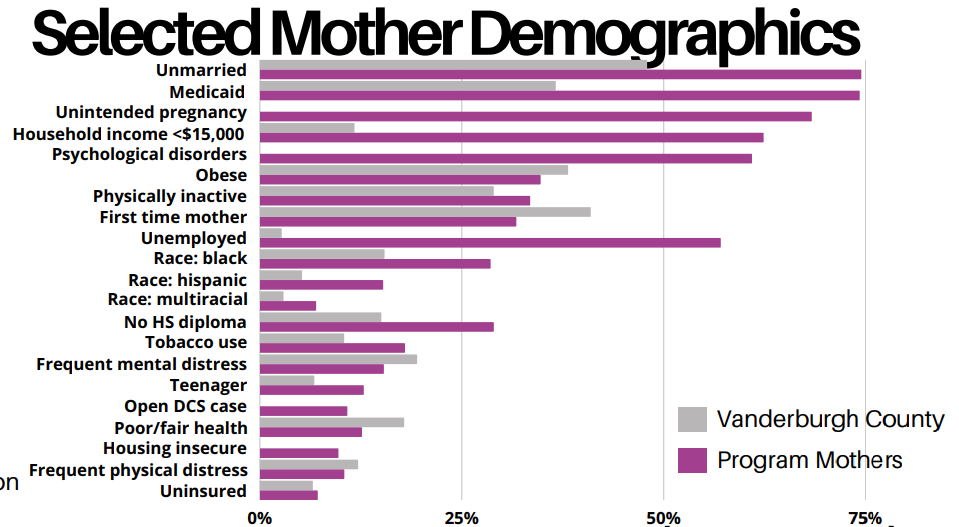 Selected Mother Demographics
Unmarried
Medicaid
Unintended pregnancy
Household income <$15,000
Psychological disorders
Obese
Physically inactive
First time mother
Unemployed
Race: black
Race: hispanic
Race: multiracial
No HS diploma
Tobacco use
Frequent mental distress
Teenager
Open DCS case
Poor/fair health
Housing insecure
Frequent physical distress
Uninsured
on
Vanderburgh County
Program Mothers
0% 25% 50% 75%